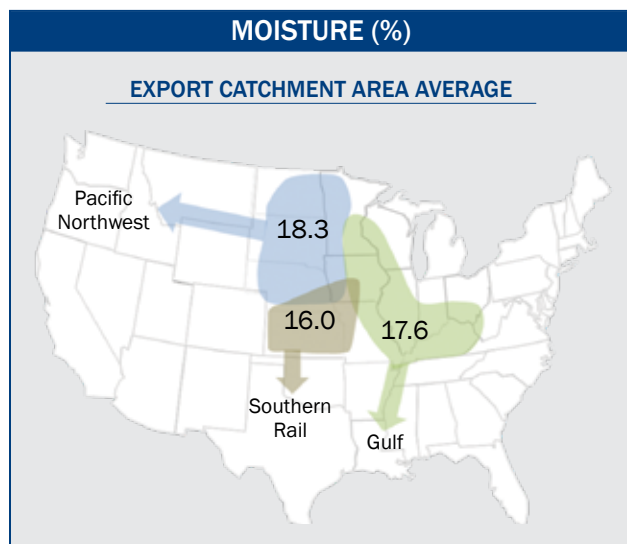 MOISTURE (%)
EXPORT CATCHMENT AREA AVERAGE
Pacific
Northwest
18.3
16.0
17.6
Southern
Rail
Gulf